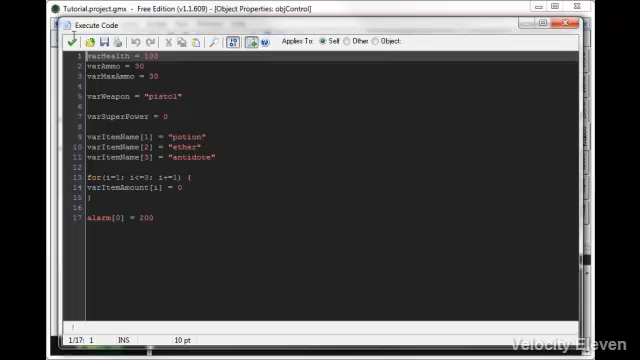 Tutorial.project.gmx - Free Edition (v1.1.609) - [Object Properties: objControl]
Execute Code
Applies To: Self Other Object:
1 varHealth = 100
2 varAmmo = 30
3 varMaxAmmo = 30
4
5 varWeapon = "pistol"
6
7 varSuperPower = 0
8
9 varItemName[1] = "potion"
10 varItemName[2] = "ether"
11 varItemName[3] = "antidote"
12
13 for(i=1; i<=3; i+=1) {
14 varItemAmount[i] = 0
15 }
16
17 alarm[0] = 200
1/17: 1 INS 10 pt
Velocity Eleven